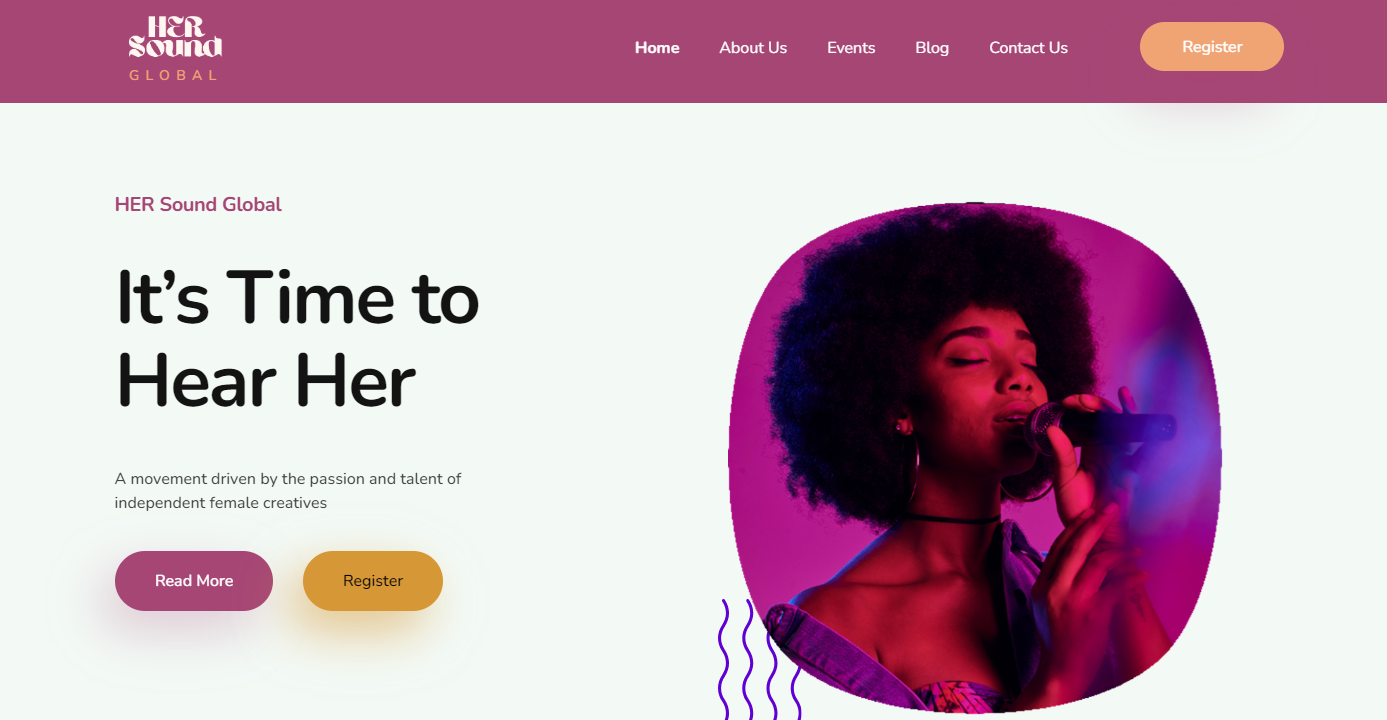 HER
Sound
GLOBAL
Home About Us Events Blog Contact Us Register
HER Sound Global
It’s Time to
Hear Her
A movement driven by the passion and talent of
independent female creatives
Read More Register